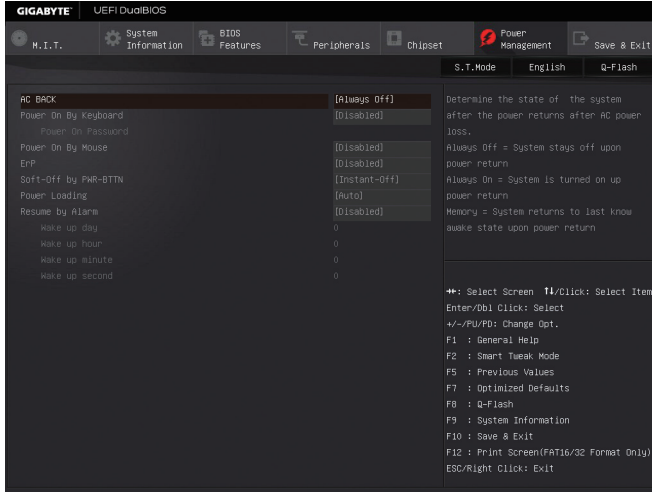 GIGABYTE™ UEFI DualBIOS
M.I.T. System Information BIOS Features Peripherals Chipset Power Management Save & Exit
S.T.Mode English Q-Flash
AC BACK [Always Off]
Power On By Keyboard [Disabled]
Power On Password
Power On By Mouse [Disabled]
ErP [Disabled]
Soft-Off by PWR-BTTN [Instant-Off]
Power Loading [Auto]
Resume by Alarm [Disabled]
Wake up day 0
Wake up hour 0
Wake up minute 0
Wake up second 0
Determine the state of the system
after the power returns after AC power
loss.
Always Off = System stays off upon
power return
Always On = System is turned on up
power return
Memory = System returns to last know
awake state upon power return
→←: Select Screen ↑↓/Click: Select Item
Enter/Dbl Click: Select
+/-/PU/PD: Change Opt.
F1 : General Help
F2 : Smart Tweak Mode
F5 : Previous Values
F7 : Optimized Defaults
F8 : Q-Flash
F9 : System Information
F10 : Save & Exit
F12 : Print Screen(FAT16/32 Format Only)
ESC/Right Click: Exit